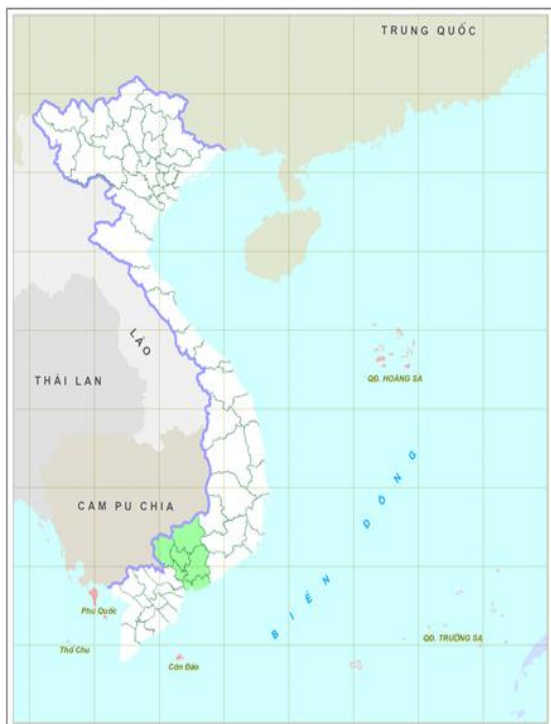 TRUNG QUỐC
QĐ. HOÀNG SA
LÀO
THÁI LAN
BIỂN ĐÔNG
CAM PU CHIA
Phú Quốc
Thổ Chu
Côn Đảo
QĐ. TRƯỜNG SA